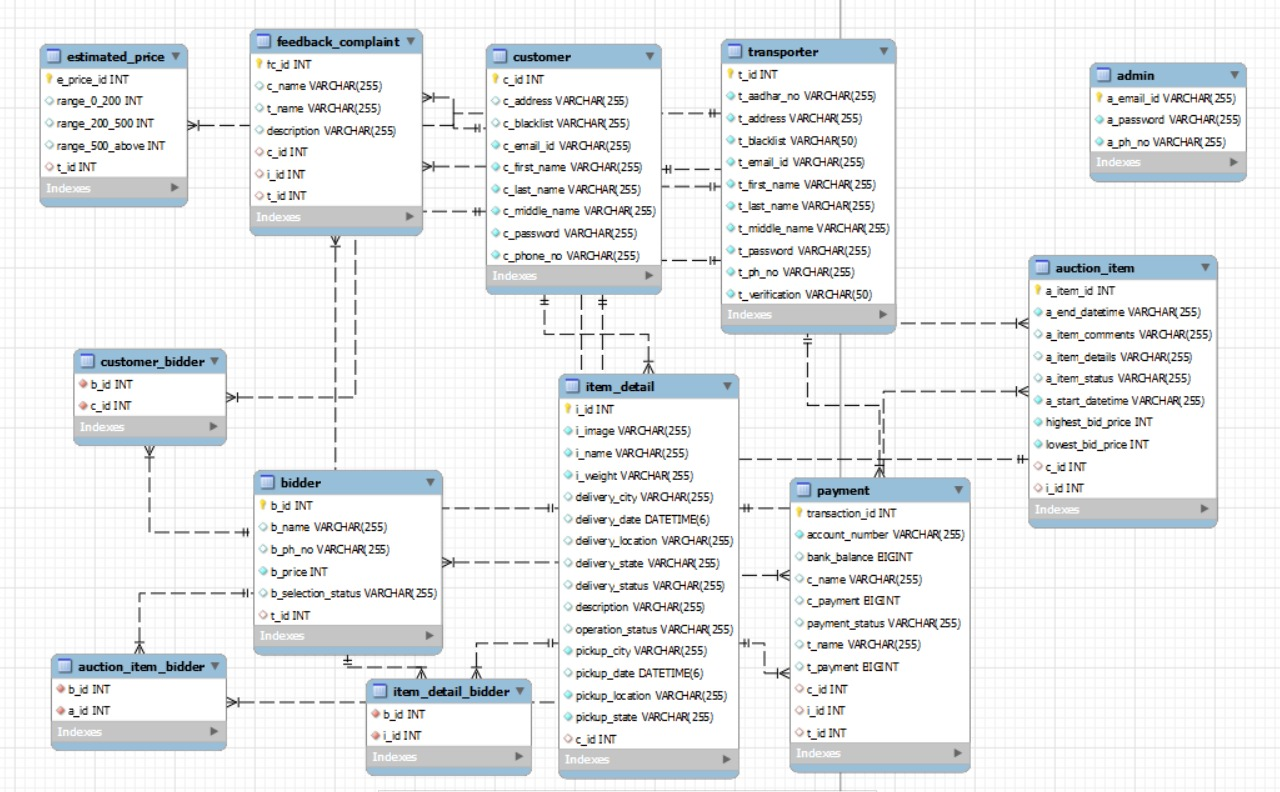 estimated_price
e_price_id INT
range_0_200 INT
range_200_500 INT
range_500_above INT
t_id INT
Indexes
feedback_complaint
fc_id INT
c_name VARCHAR(255)
t_name VARCHAR(255)
description VARCHAR(255)
c_id INT
i_id INT
t_id INT
Indexes
customer
c_id INT
c_address VARCHAR(255)
c_blacklist VARCHAR(255)
c_email_id VARCHAR(255)
c_first_name VARCHAR(255)
c_last_name VARCHAR(255)
c_middle_name VARCHAR(255)
c_password VARCHAR(255)
c_phone_no VARCHAR(255)
Indexes
transporter
t_id INT
t_aadhar_no VARCHAR(255)
t_address VARCHAR(255)
t_blacklist VARCHAR(50)
t_email_id VARCHAR(255)
t_first_name VARCHAR(255)
t_last_name VARCHAR(255)
t_middle_name VARCHAR(255)
t_password VARCHAR(255)
t_ph_no VARCHAR(255)
t_verification VARCHAR(50)
Indexes
admin
a_email_id VARCHAR(255)
a_password VARCHAR(255)
a_ph_no VARCHAR(255)
Indexes
auction_item
a_item_id INT
a_end_datetime VARCHAR(255)
a_item_comments VARCHAR(255)
a_item_details VARCHAR(255)
a_item_status VARCHAR(255)
a_start_datetime VARCHAR(255)
highest_bid_price INT
lowest_bid_price INT
c_id INT
i_id INT
Indexes
customer_bidder
b_id INT
c_id INT
Indexes
bidder
b_id INT
b_name VARCHAR(255)
b_ph_no VARCHAR(255)
b_price INT
b_selection_status VARCHAR(255)
t_id INT
Indexes
item_detail
i_id INT
i_image VARCHAR(255)
i_name VARCHAR(255)
i_weight VARCHAR(255)
delivery_city VARCHAR(255)
delivery_date DATETIME(6)
delivery_location VARCHAR(255)
delivery_state VARCHAR(255)
delivery_status VARCHAR(255)
description VARCHAR(255)
operation_status VARCHAR(255)
pickup_city VARCHAR(255)
pickup_date DATETIME(6)
pickup_location VARCHAR(255)
pickup_state VARCHAR(255)
c_id INT
Indexes
payment
transaction_id INT
account_number VARCHAR(255)
bank_balance BIGINT
c_name VARCHAR(255)
c_payment BIGINT
payment_status VARCHAR(255)
t_name VARCHAR(255)
t_payment BIGINT
c_id INT
i_id INT
t_id INT
Indexes
auction_item_bidder
b_id INT
a_id INT
Indexes
item_detail_bidder
b_id INT
i_id INT
Indexes